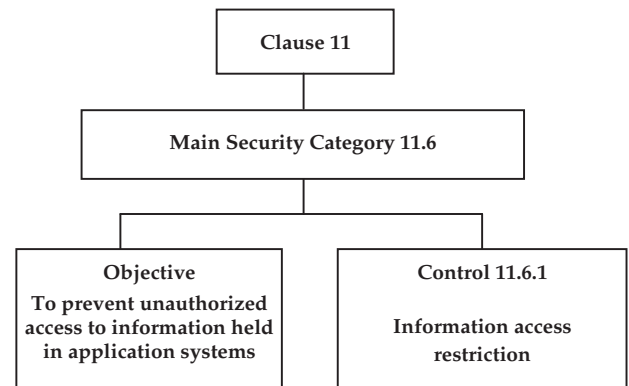 Clause 11
Main Security Category 11.6
Objective
To prevent unauthorized
access to information held
in application systems
Control 11.6.1
Information access
restriction